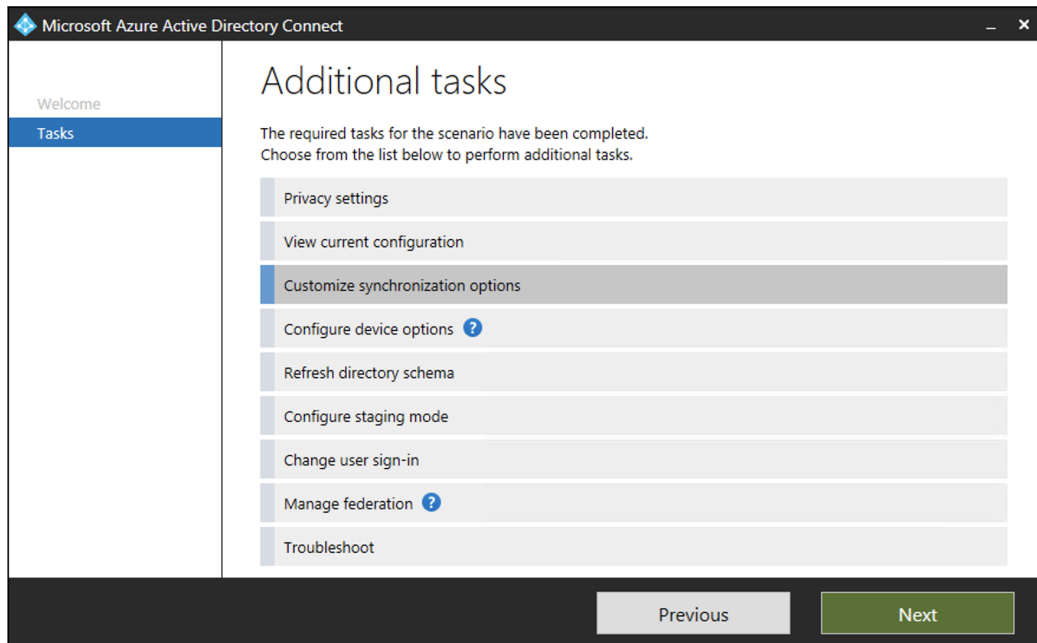 Microsoft Azure Active Directory Connect
Welcome
Tasks
Additional tasks
The required tasks for the scenario have been completed.
Choose from the list below to perform additional tasks.
Privacy settings
View current configuration
Customize synchronization options
Configure device options ?
Refresh directory schema
Configure staging mode
Change user sign-in
Manage federation ?
Troubleshoot
Previous
Next